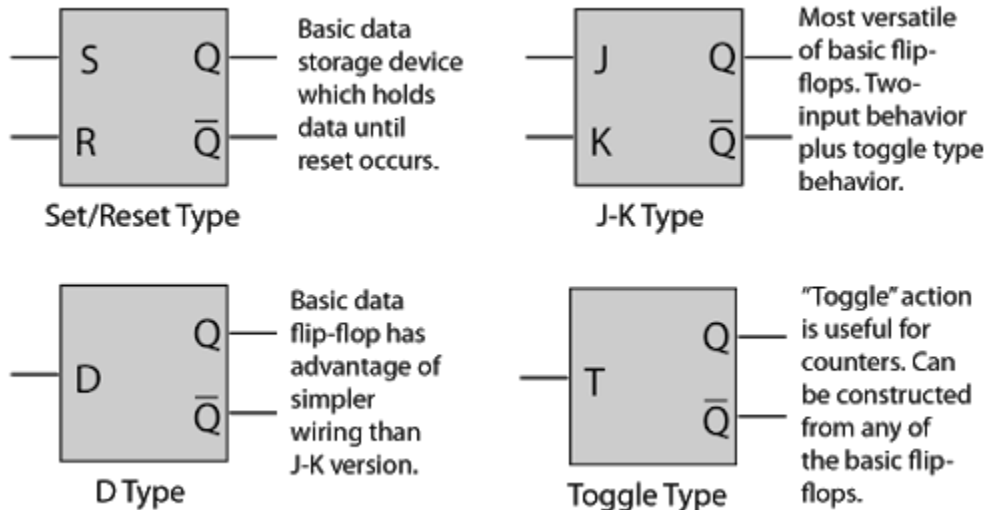 S
Q
R
Q̅
Set/Reset Type
Basic data
storage device
which holds
data until
reset occurs.
J
Q
K
Q̅
J-K Type
Most versatile
of basic flip-
flops. Two-
input behavior
plus toggle type
behavior.
D
Q
Q̅
D Type
Basic data
flip-flop has
advantage of
simpler
wiring than
J-K version.
T
Q
Q̅
Toggle Type
"Toggle" action
is useful for
counters. Can
be constructed
from any of
the basic flip-
flops.